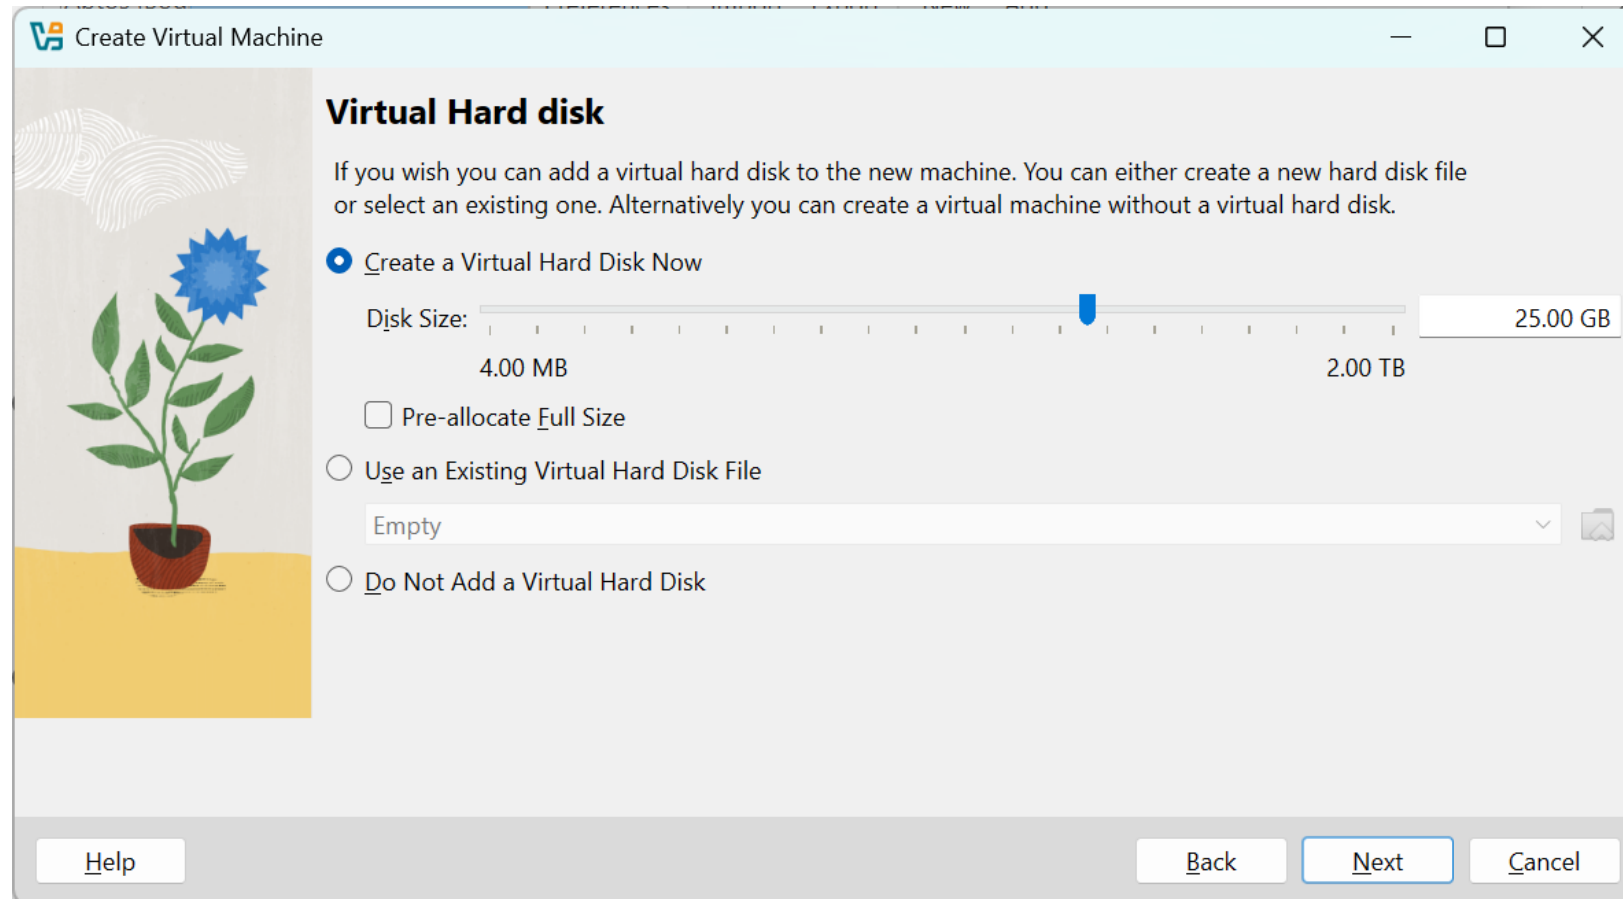 Create Virtual Machine
Virtual Hard disk
If you wish you can add a virtual hard disk to the new machine. You can either create a new hard disk file
or select an existing one. Alternatively you can create a virtual machine without a virtual hard disk.
Create a Virtual Hard Disk Now
Disk Size:
25.00 GB
4.00 MB
2.00 TB
Pre-allocate Full Size
Use an Existing Virtual Hard Disk File
Empty
Do Not Add a Virtual Hard Disk
Help
Back
Next
Cancel